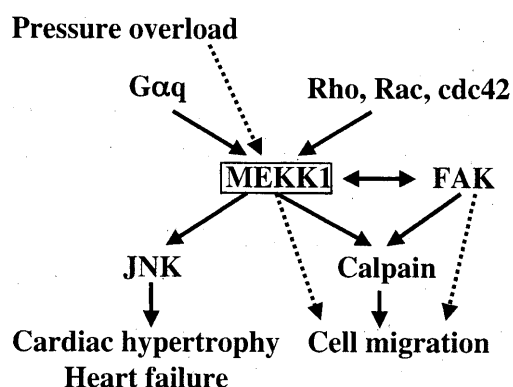 Pressure overload
Gαq
Rho, Rac, cdc42
MEKK1
FAK
JNK
Calpain
Cardiac hypertrophy
Heart failure
Cell migration